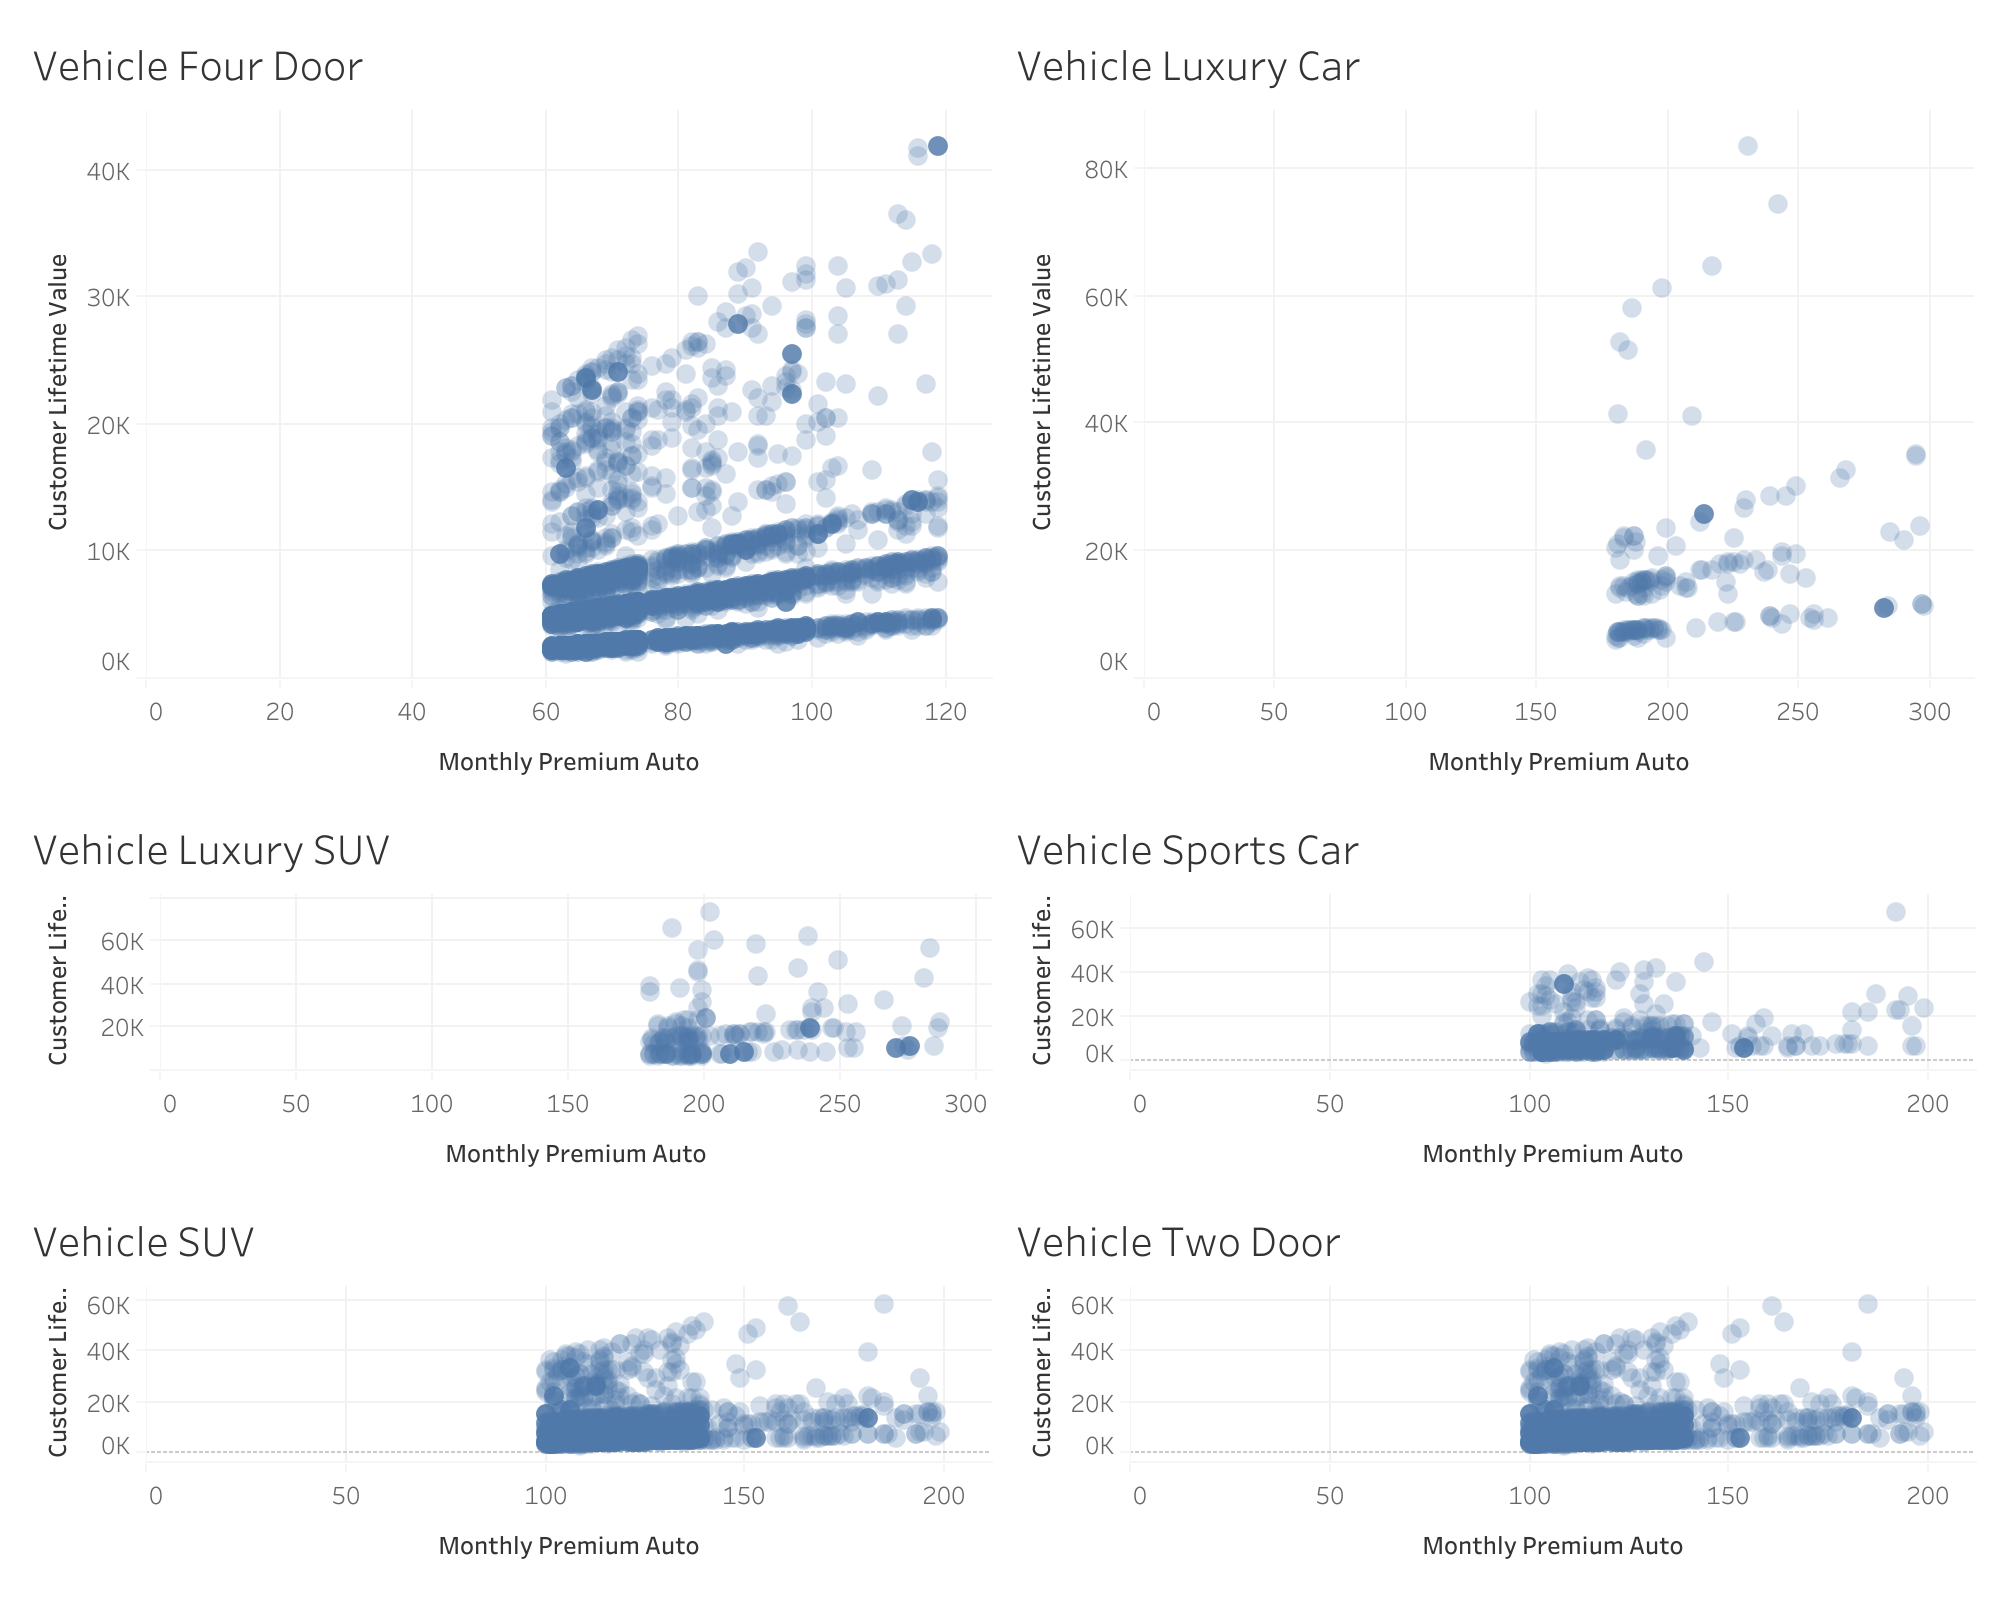 Vehicle Four Door
Customer Lifetime Value
40K
30K
20K
10K
0K
0 20 40 60 80 100 120
Monthly Premium Auto
Vehicle Luxury Car
Customer Lifetime Value
80K
60K
40K
20K
0K
0 50 100 150 200 250 300
Monthly Premium Auto
Vehicle Luxury SUV
Customer Life..
60K
40K
20K
0 50 100 150 200 250 300
Monthly Premium Auto
Vehicle Sports Car
Customer Life..
60K
40K
20K
0K
0 50 100 150 200
Monthly Premium Auto
Vehicle SUV
Customer Life..
60K
40K
20K
0K
0 50 100 150 200
Monthly Premium Auto
Vehicle Two Door
Customer Life..
60K
40K
20K
0K
0 50 100 150 200
Monthly Premium Auto